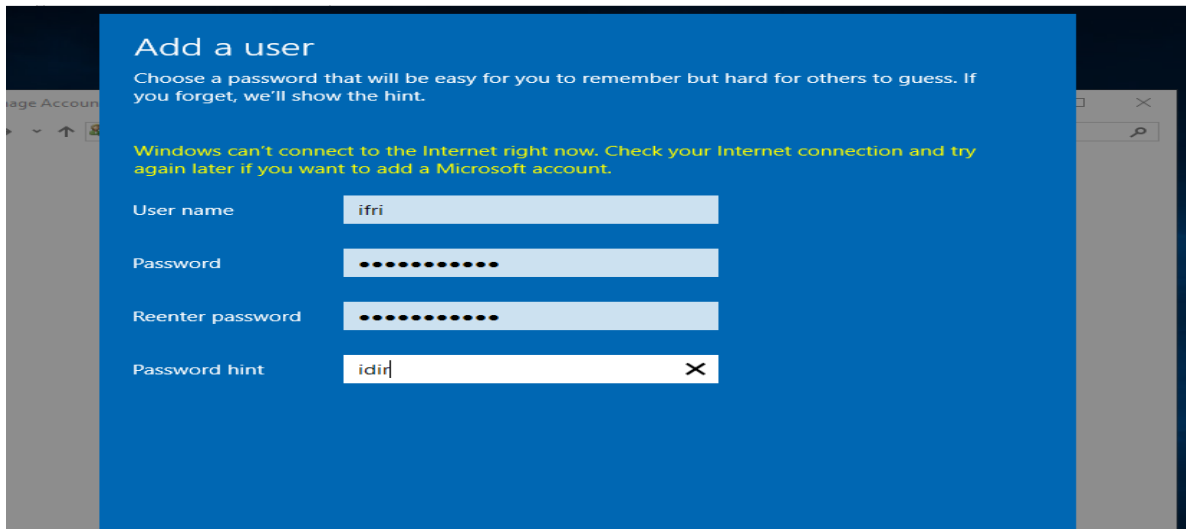 Add a user
Choose a password that will be easy for you to remember but hard for others to guess. If
you forget, we'll show the hint.
Windows can't connect to the Internet right now. Check your Internet connection and try
again later if you want to add a Microsoft account.
User name ifri
Password ●●●●●●●●●●●
Reenter password ●●●●●●●●●●●
Password hint idir